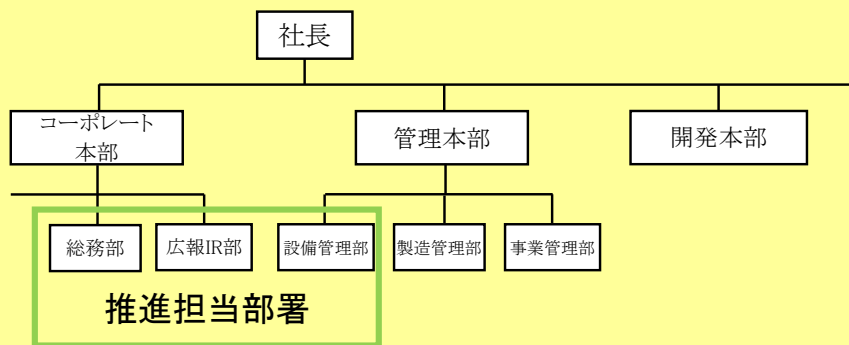 社長
コーポレート
本部
管理本部
開発本部
総務部
広報IR部
設備管理部
製造管理部
事業管理部
推進担当部署